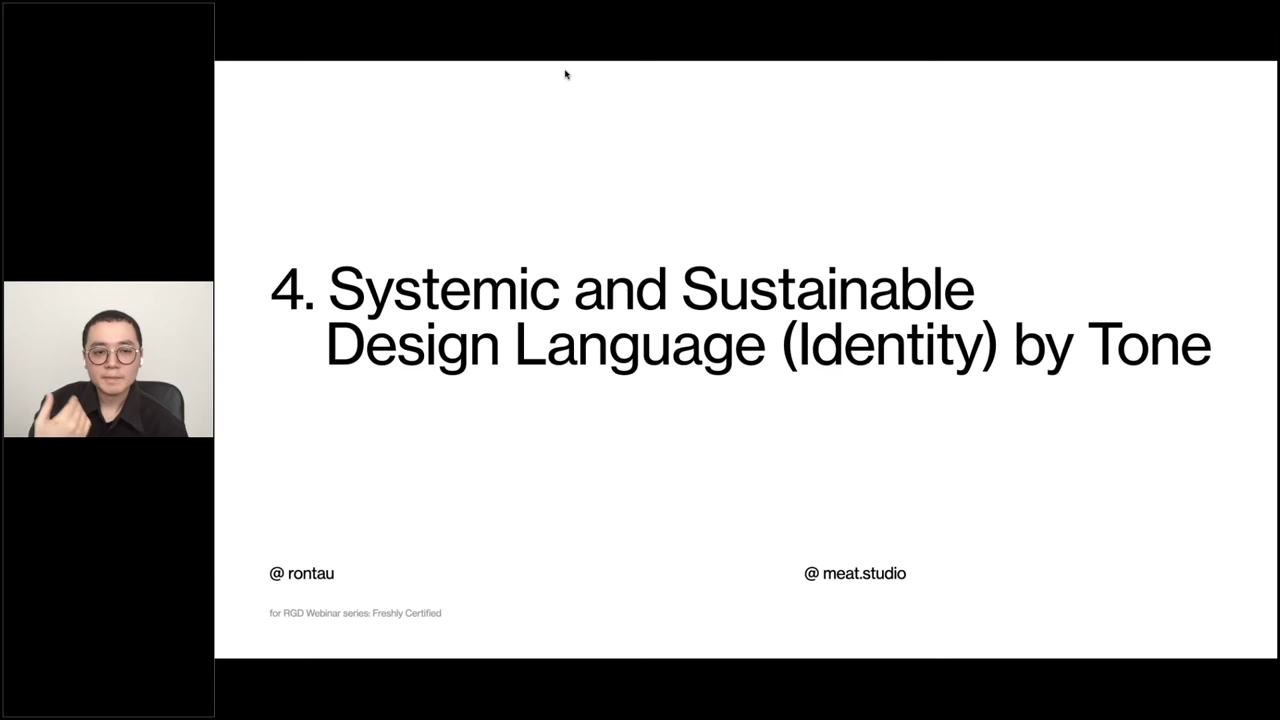 4. Systemic and Sustainable
Design Language (Identity) by Tone
@ rontau
@ meat.studio
for RGD Webinar series: Freshly Certified